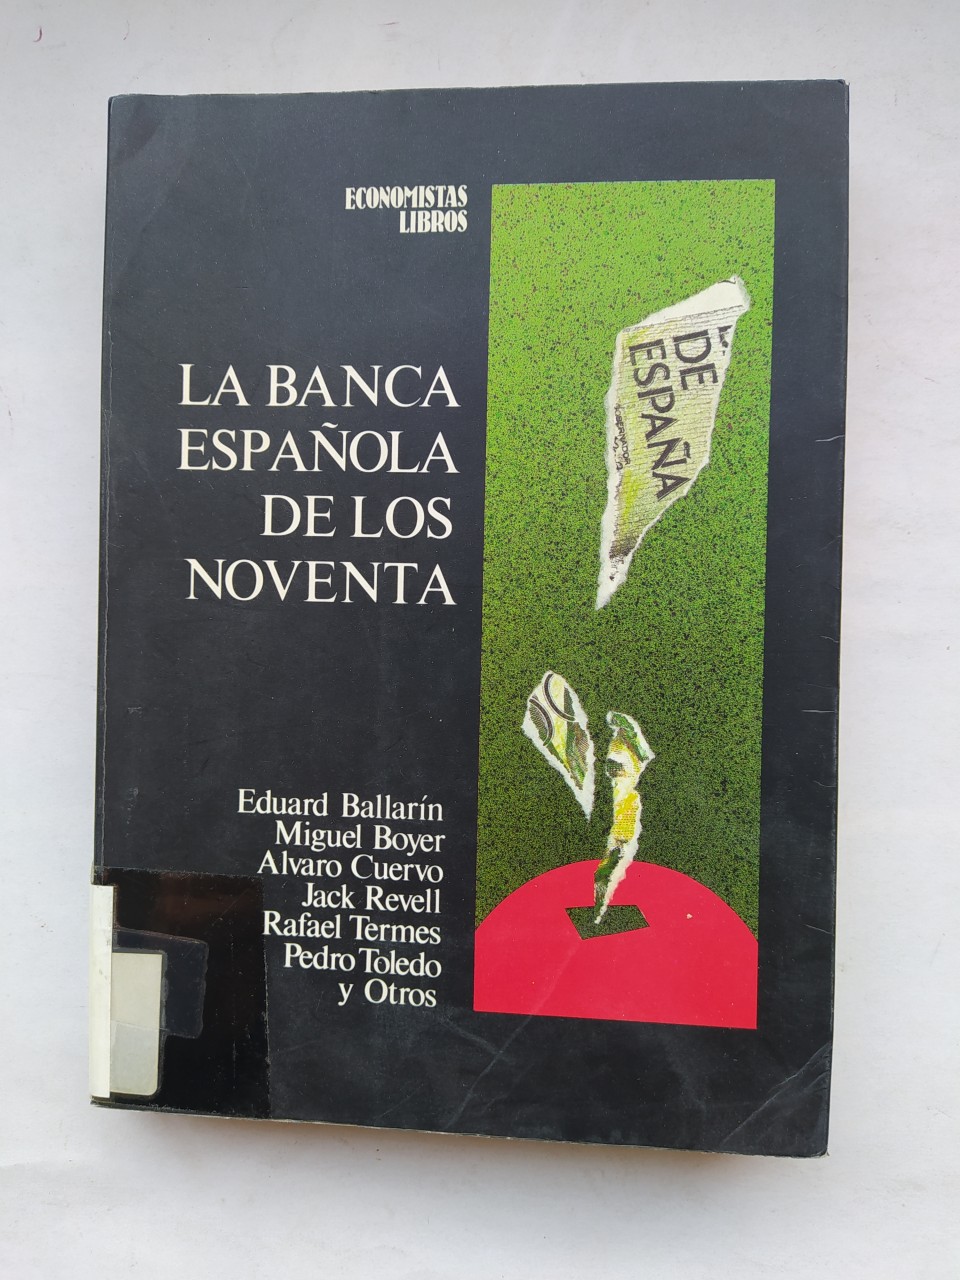 ECONOMISTAS
LIBROS
LA BANCA
ESPAÑOLA
DE LOS
NOVENTA
DE
ESPAÑA
Eduard Ballarín
Miguel Boyer
Alvaro Cuervo
Jack Revell
Rafael Termes
Pedro Toledo
y Otros